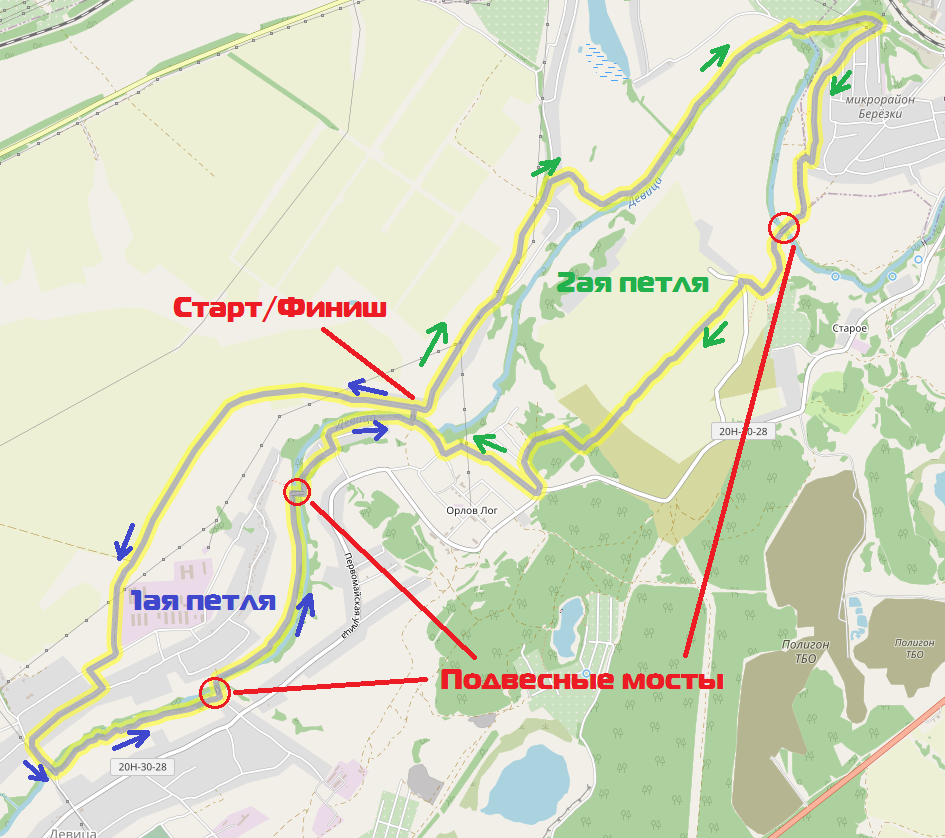 микрорайон
Березки
Девица
2ая петля
Старт/Финиш
Старое
Девица
20Н-30-28
Орлов Лог
Первомайская улица
1ая петля
Полигон
ТБО
Полигон
ТБО
Подвесные мосты
20Н-30-28
Девица